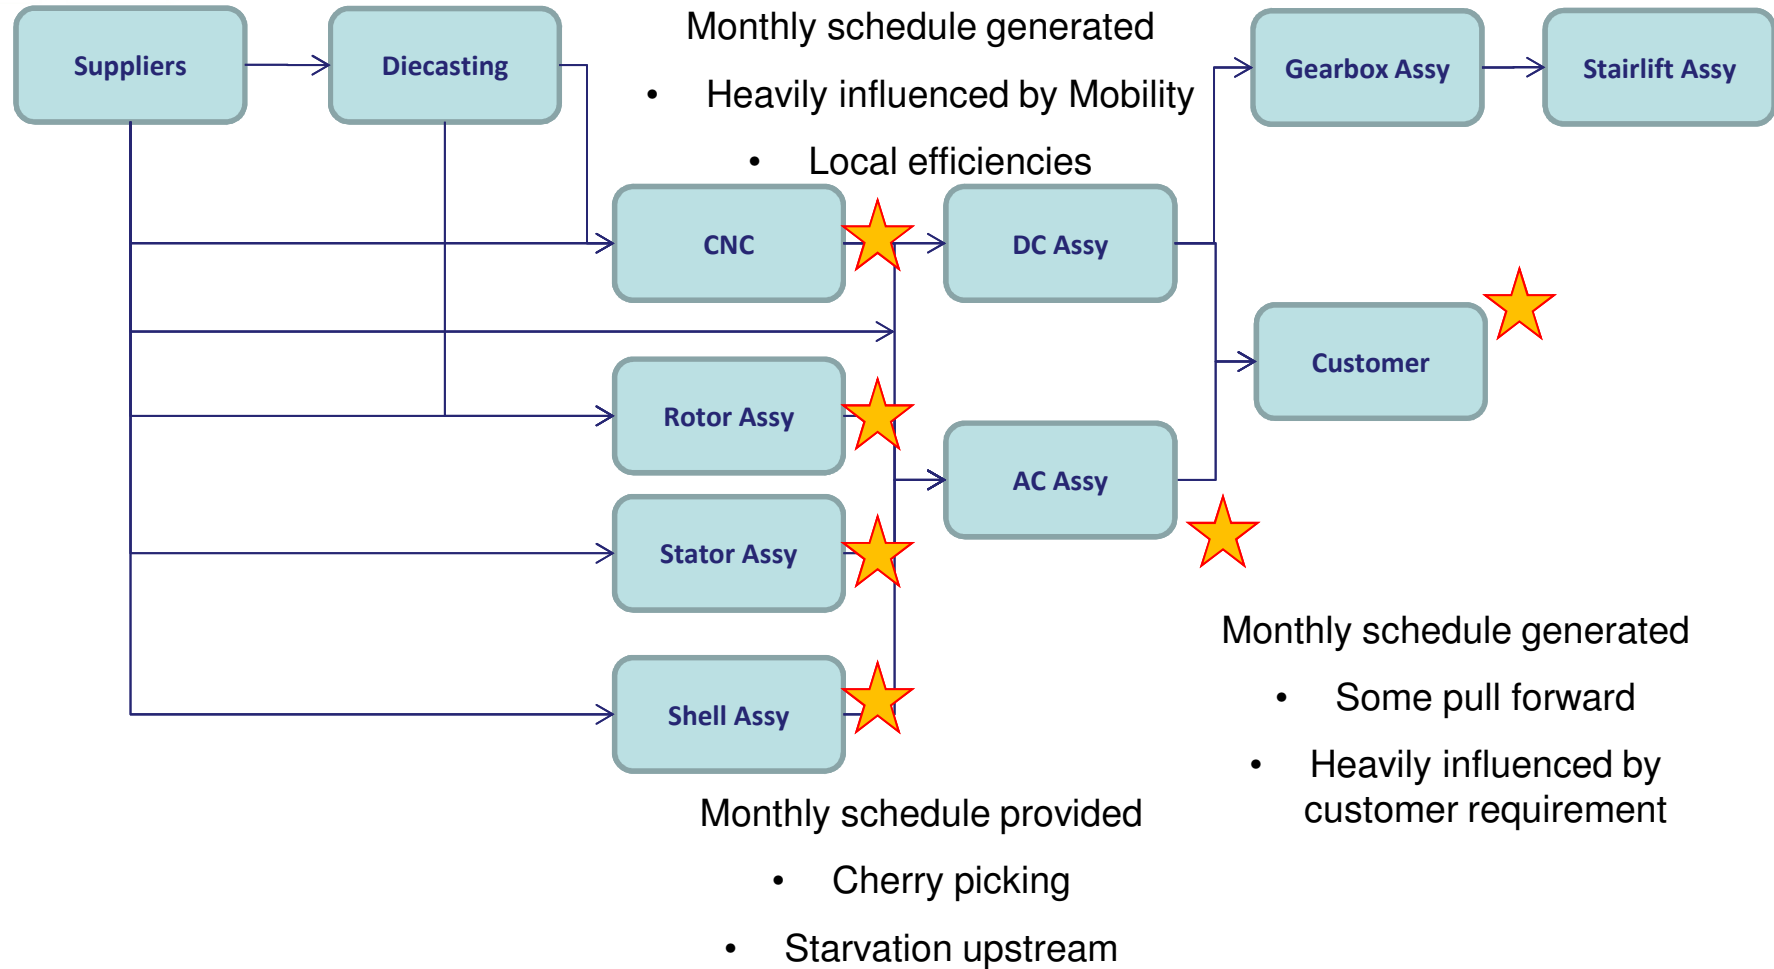 Suppliers
Diecasting
Monthly schedule generated
• Heavily influenced by Mobility
• Local efficiencies
Gearbox Assy
Stairlift Assy
CNC
DC Assy
Customer
Rotor Assy
AC Assy
Stator Assy
Shell Assy
Monthly schedule generated
• Some pull forward
• Heavily influenced by
customer requirement
Monthly schedule provided
• Cherry picking
• Starvation upstream